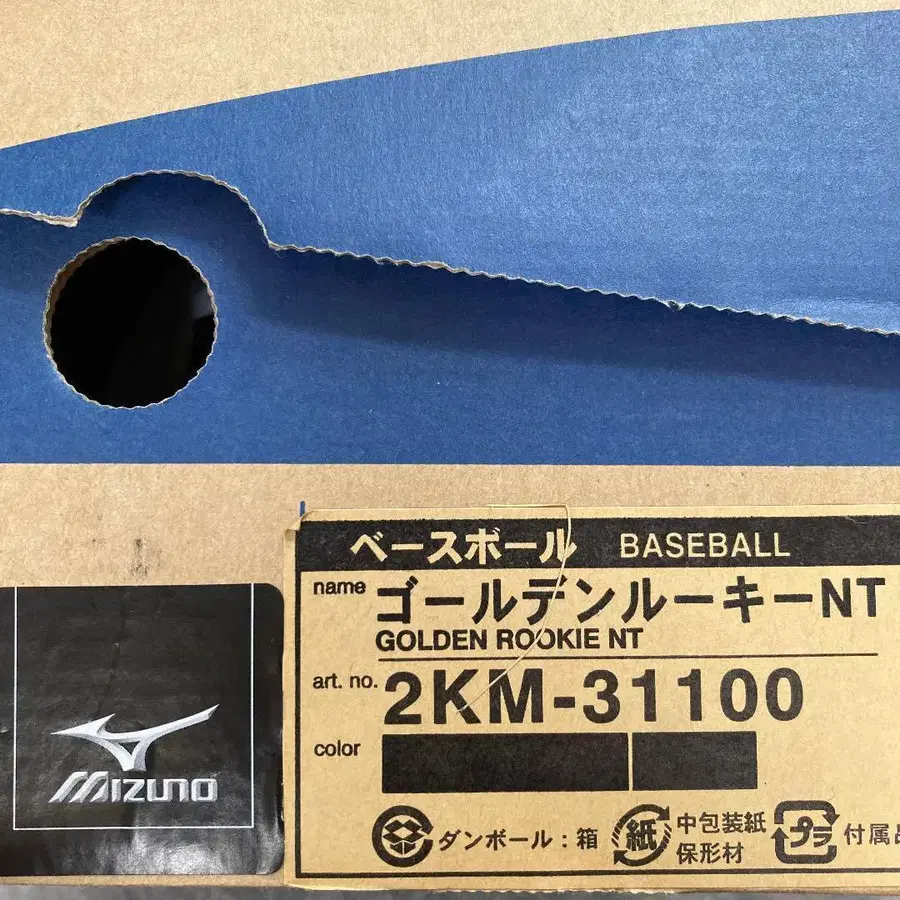 ベースボール BASEBALL
name ゴールデンルーキーNT
GOLDEN ROOKIE NT
art. no. 2KM-31100
color
MIZUNO
ダンボール：箱
紙 中包装紙
保形材
プラ 付属